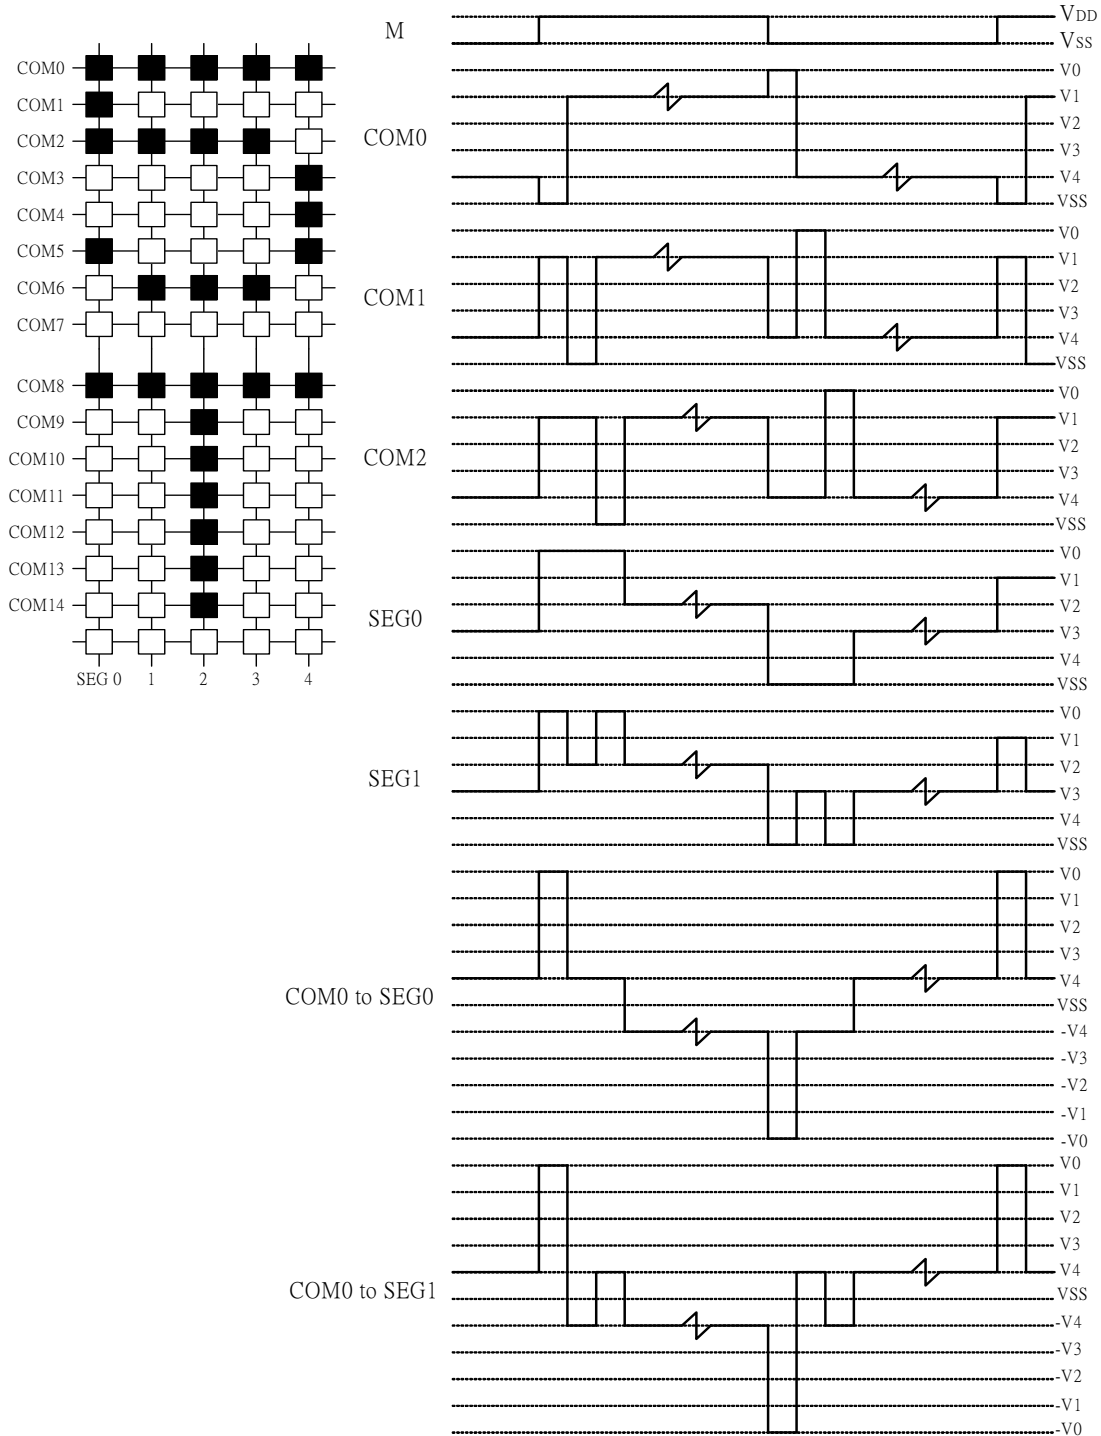 M
VDD
VSS
COM0
COM1
COM2
COM3
COM4
COM5
COM6
COM7
COM8
COM9
COM10
COM11
COM12
COM13
COM14
SEG 0 1 2 3 4
COM0
V0
V1
V2
V3
V4
VSS
COM1
V0
V1
V2
V3
V4
VSS
COM2
V0
V1
V2
V3
V4
VSS
SEG0
V0
V1
V2
V3
V4
VSS
SEG1
V0
V1
V2
V3
V4
VSS
COM0 to SEG0
V0
V1
V2
V3
V4
VSS
-V4
-V3
-V2
-V1
-V0
COM0 to SEG1
V0
V1
V2
V3
V4
VSS
-V4
-V3
-V2
-V1
-V0